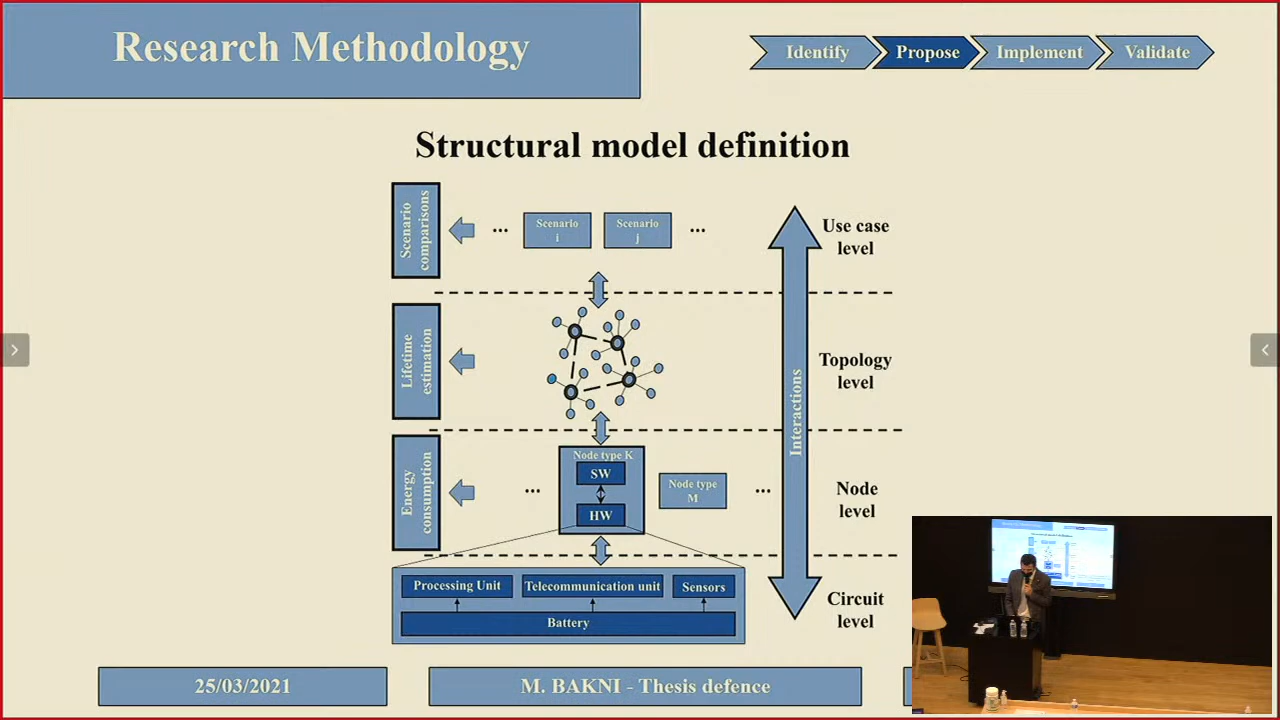 Research Methodology
Identify
Propose
Implement
Validate
Structural model definition
Scenario
comparisons
...
Scenario
i
Scenario
j
...
Use case
level
Lifetime
estimation
Topology
level
Interactions
Energy
consumption
...
Node type K
SW
HW
Node type
M
...
Node
level
Processing Unit
Telecommunication unit
Sensors
Battery
Circuit
level
25/03/2021
M. BAKNI - Thesis defence